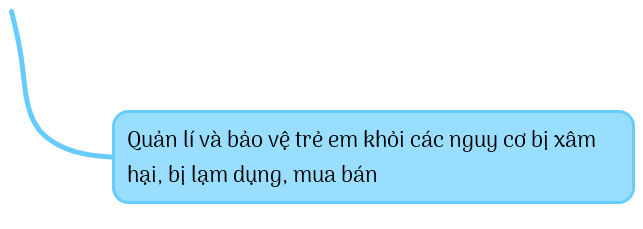 Quản lí và bảo vệ trẻ em khỏi các nguy cơ bị xâm
hại, bị lạm dụng, mua bán